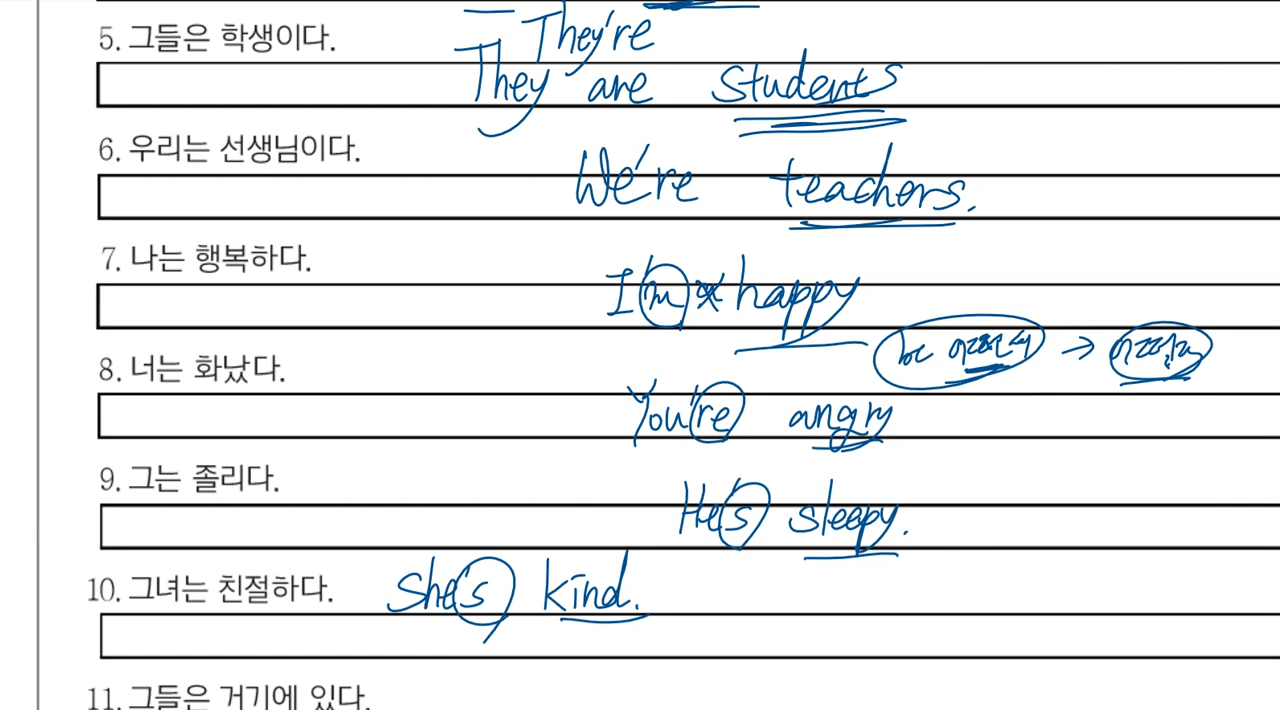 They're
5. 그들은 학생이다.
They are students
6. 우리는 선생님이다.
We're teachers.
7. 나는 행복하다.
I'm happy
be → 
8. 너는 화났다.
You're angry
9. 그는 졸리다.
He's sleepy.
10. 그녀는 친절하다.
She's kind.
11. 그들은 거기에 있다.